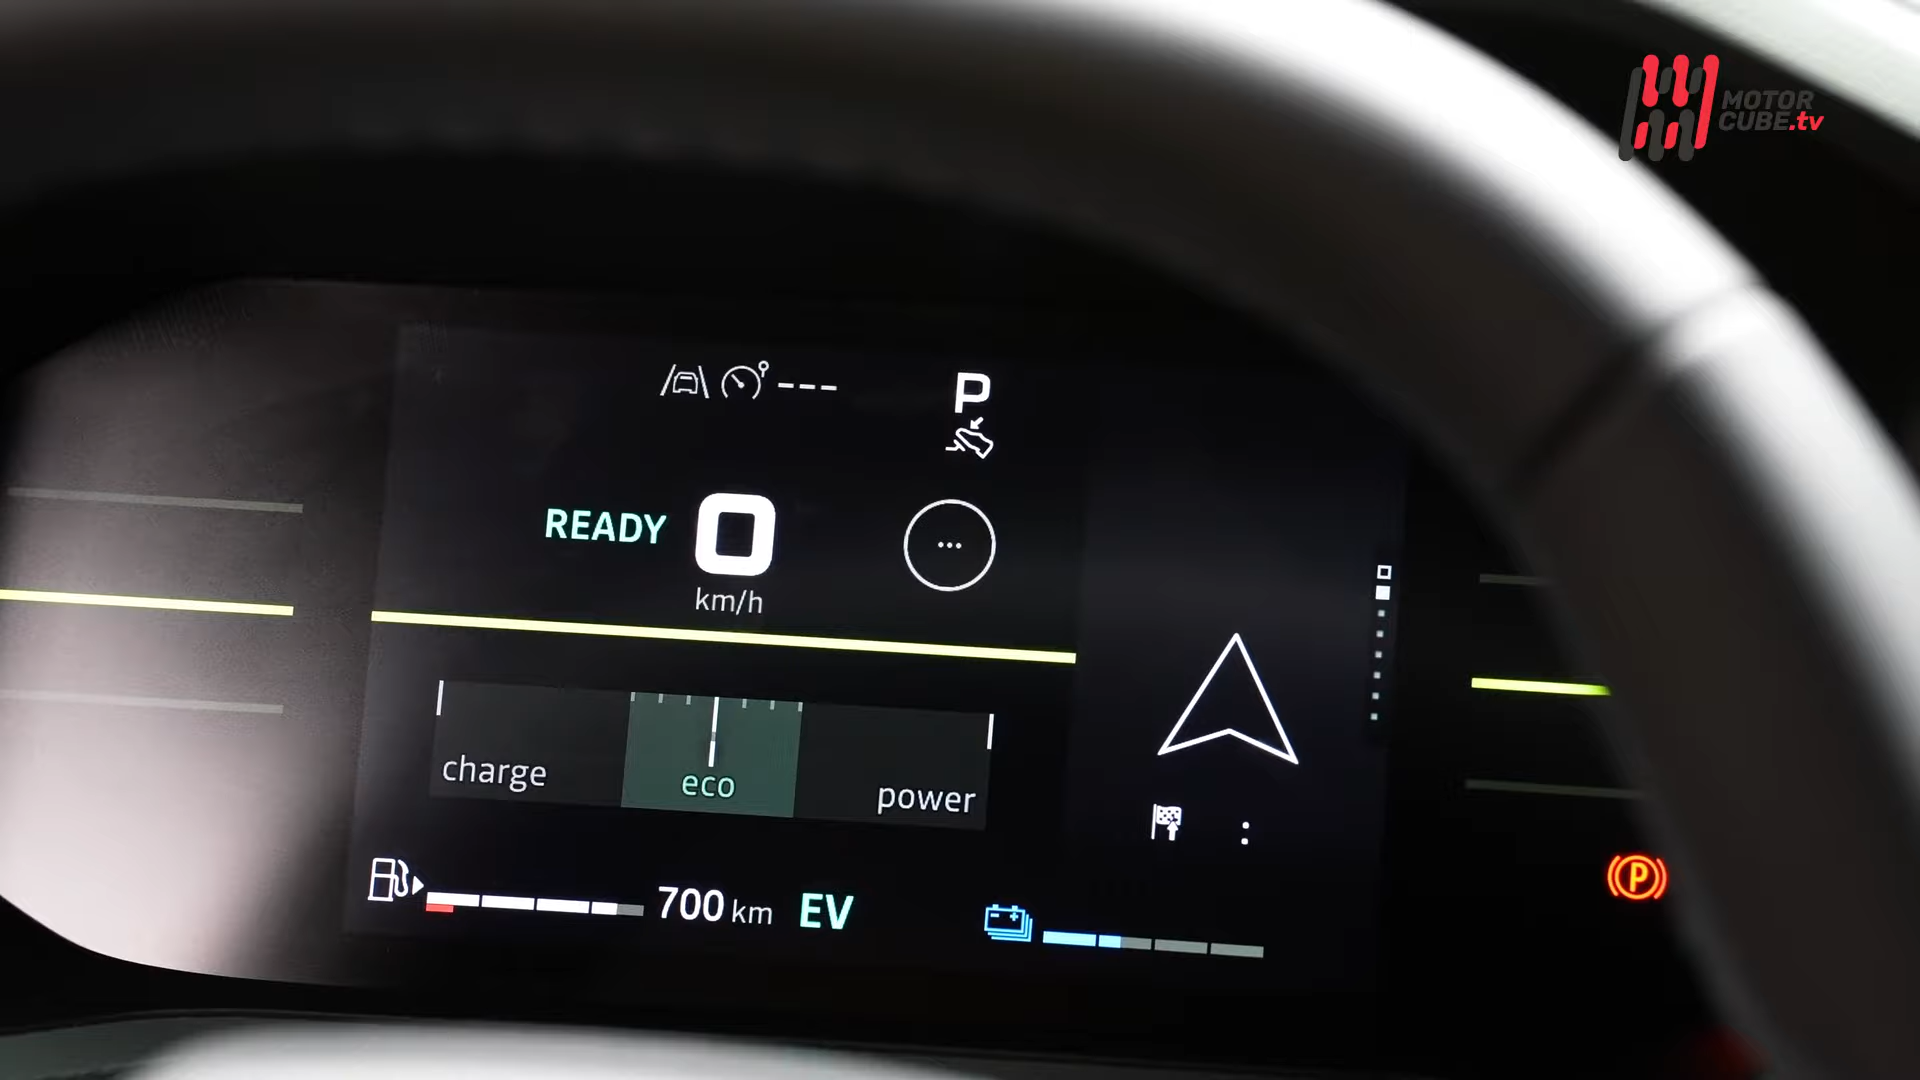 MOTOR
CUBE.tv
---
P
READY
0
km/h
...
charge
eco
power
:
700 km EV
P